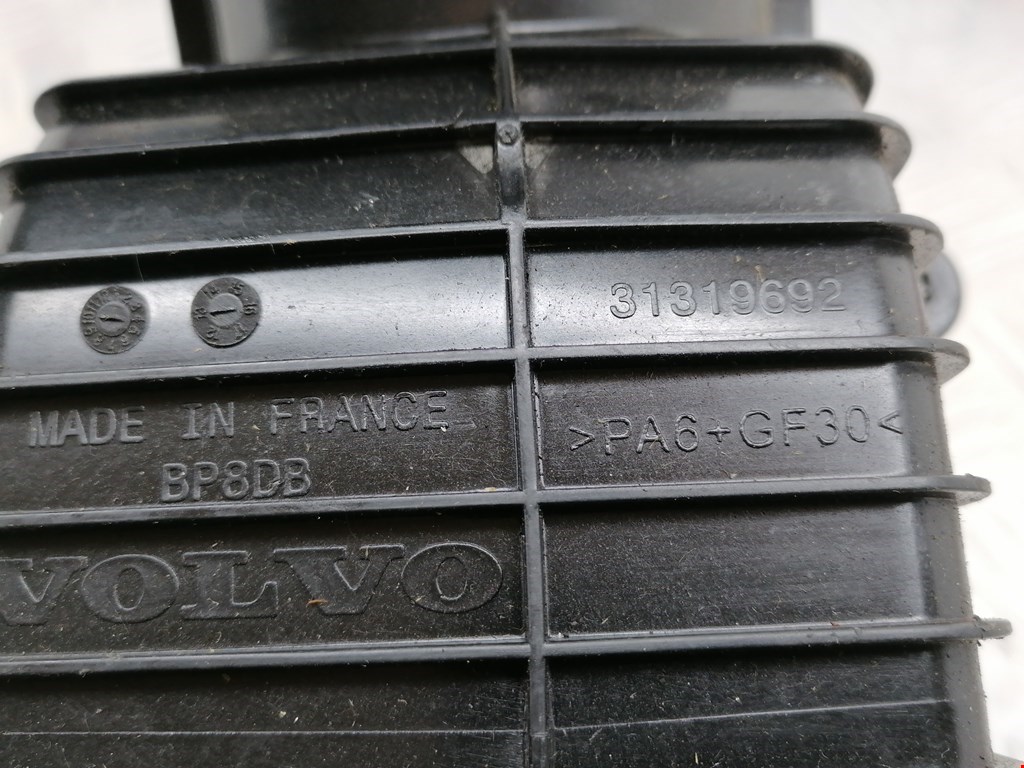 31319692
MADE IN FRANCE
>PA6+GF30<
BP8DB
VOLVO